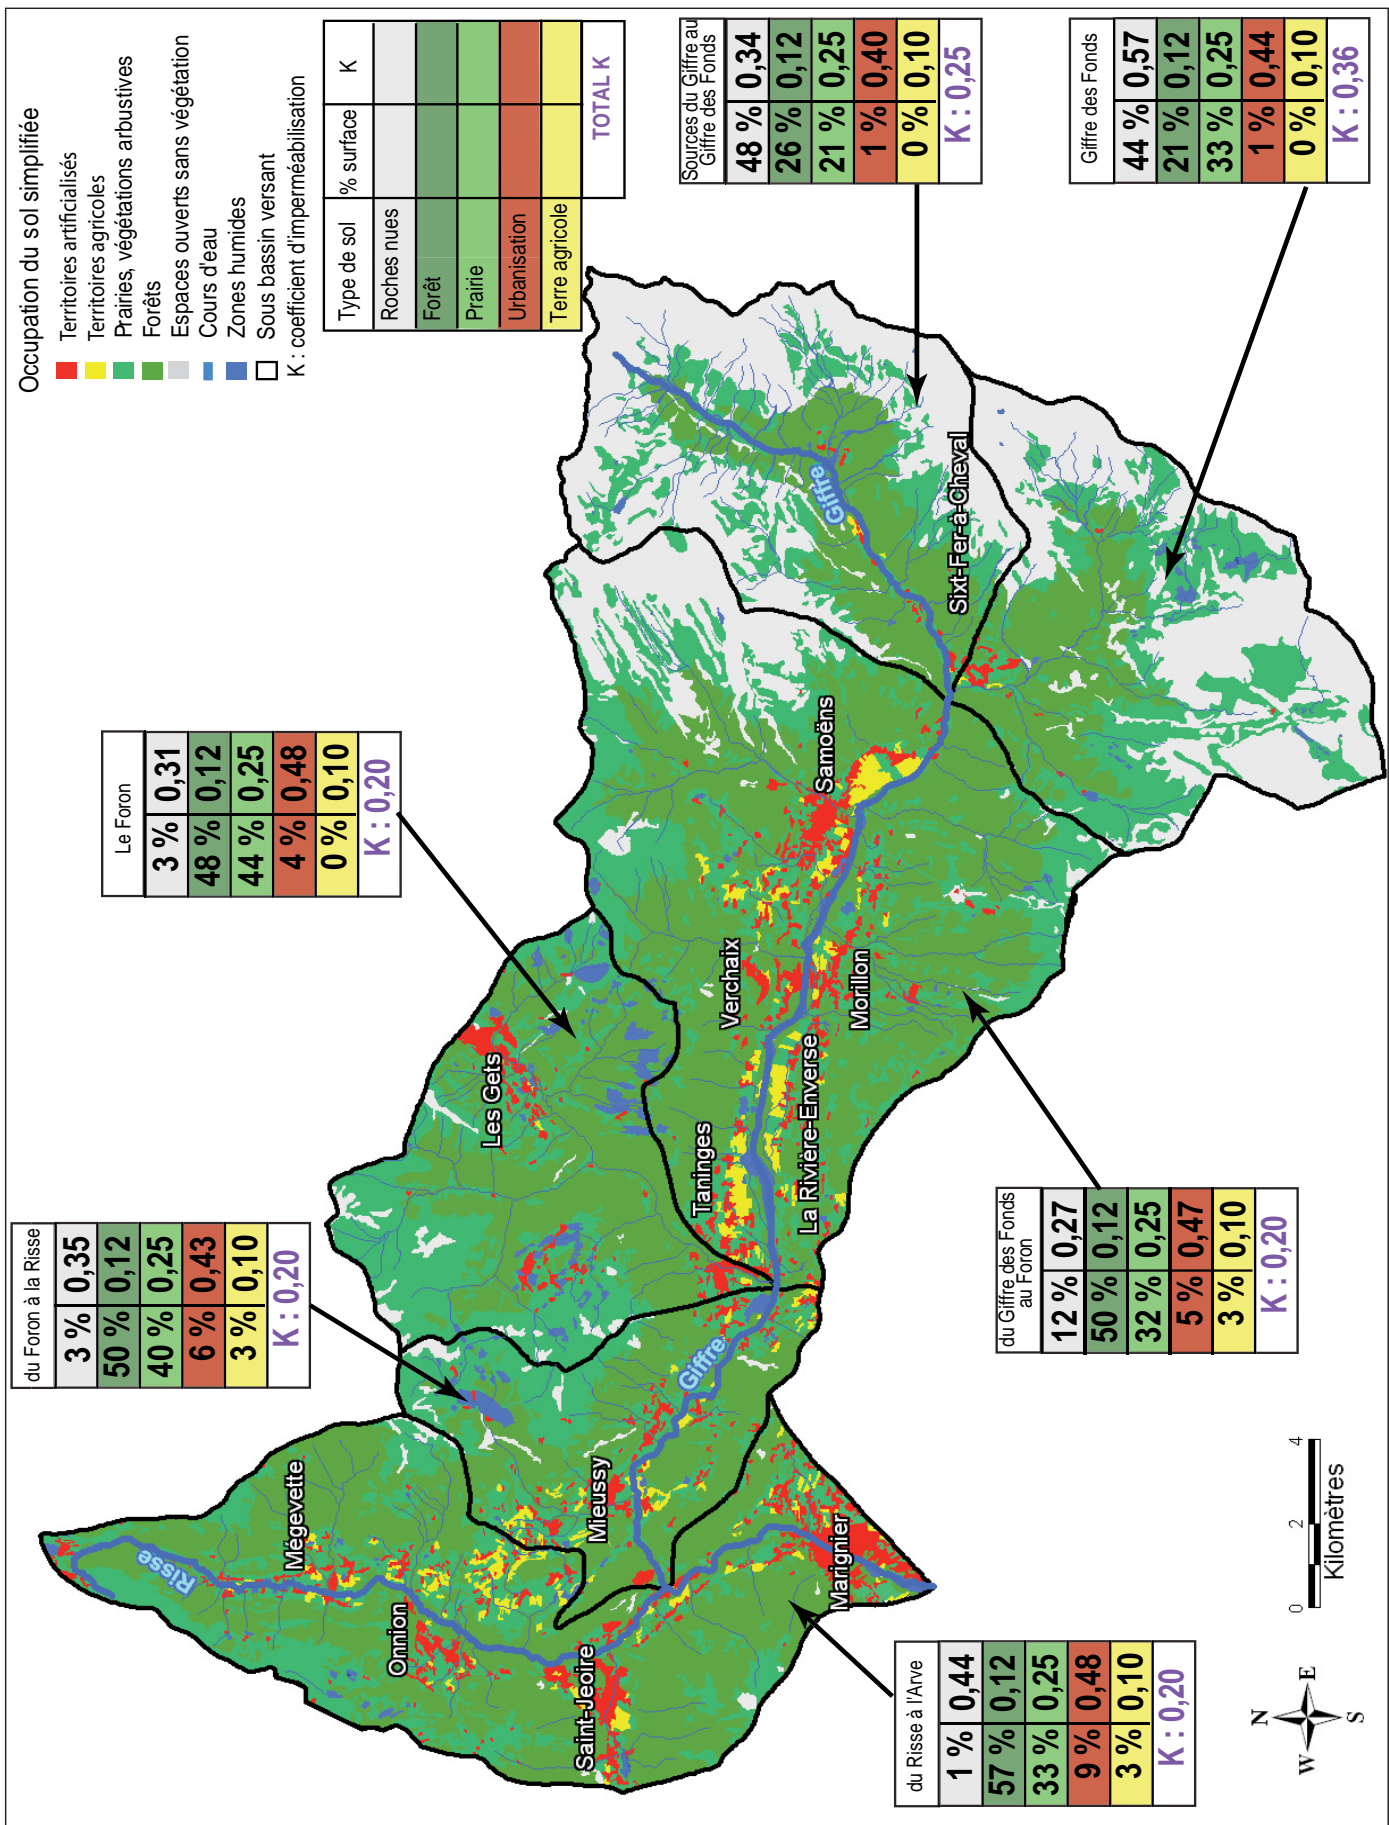 Occupation du sol simplifiée
Territoires artificialisés
Territoires agricoles
Prairies, végétations arbustives
Forêts
Espaces ouverts sans végétation
Cours d'eau
Zones humides
Sous bassin versant
K : coefficient d'imperméabilisation
Type de sol % surface K
Roches nues
Forêt
Prairie
Urbanisation
Terre agricole
TOTAL K
du Foron à la Risse
3 % 0,35
50 % 0,12
40 % 0,25
6 % 0,43
3 % 0,10
K : 0,20
Le Foron
3 % 0,31
48 % 0,12
44 % 0,25
4 % 0,48
0 % 0,10
K : 0,20
Sources du Giffre au
Giffre des Fonds
48 % 0,34
26 % 0,12
21 % 0,25
1 % 0,40
0 % 0,10
K : 0,25
Giffre des Fonds
44 % 0,57
21 % 0,12
33 % 0,25
1 % 0,44
0 % 0,10
K : 0,36
du Giffre des Fonds
au Foron
12 % 0,27
50 % 0,12
32 % 0,25
5 % 0,47
3 % 0,10
K : 0,20
du Risse à l'Arve
1 % 0,44
57 % 0,12
33 % 0,25
9 % 0,48
3 % 0,10
K : 0,20
Risse
Mégevette
Onnion
Saint-Jeoire
Mieussy
Marignier
Giffre
Les Gets
Taninges
La Rivière-Enverse
Verchaix
Morillon
Samoëns
Giffre
Sixt-Fer-à-Cheval
N
W E
S
0 2 4
Kilomètres